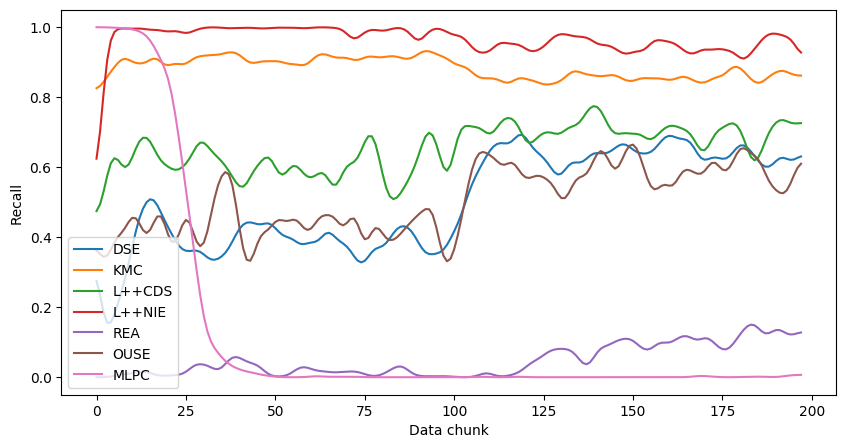 1.0
0.8
0.6
0.4
0.2
0.0
Recall
DSE
KMC
L++CDS
L++NIE
REA
OUSE
MLPC
0 25 50 75 100 125 150 175 200
Data chunk